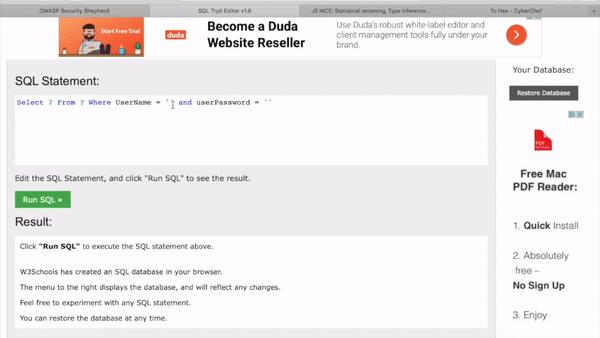 OWASP Security Shepherd
SQL Tryit Editor v1.6
JS NICE: Statistical renaming, Type inference...
To Hex - CyberChef
Start Free Trial
duda
Become a Duda
Website Reseller
Use Duda's robust white-label editor and
client management tools fully under your
brand.
SQL Statement:
Select ? From ? Where UserName = '' and userPassword = ''
Edit the SQL Statement, and click "Run SQL" to see the result.
Run SQL »
Result:
Click "Run SQL" to execute the SQL statement above.
W3Schools has created an SQL database in your browser.
The menu to the right displays the database, and will reflect any changes.
Feel free to experiment with any SQL statement.
You can restore the database at any time.
Your Database:
Restore Database
PDF
Free Mac
PDF Reader:
1. Quick Install
2. Absolutely
free –
No Sign Up
3. Enjoy